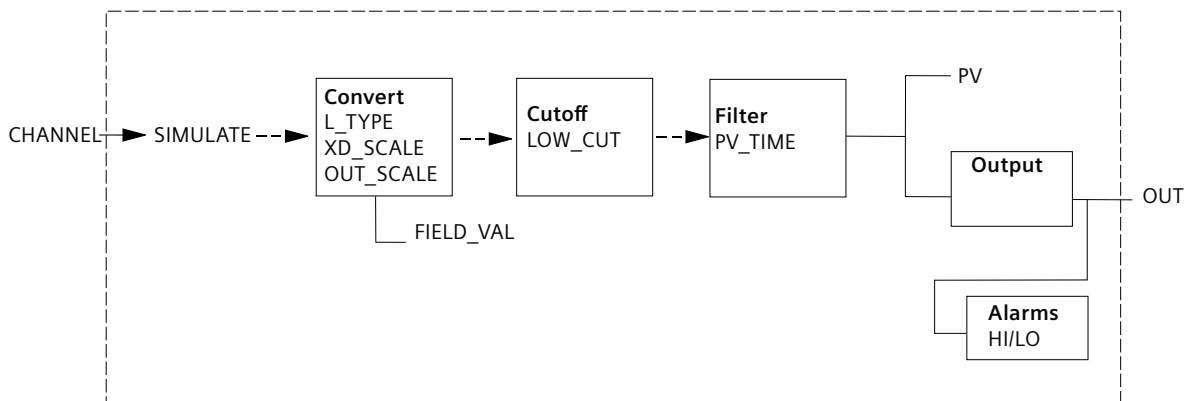 CHANNEL
SIMULATE
Convert
L_TYPE
XD_SCALE
OUT_SCALE
FIELD_VAL
Cutoff
LOW_CUT
Filter
PV_TIME
PV
Output
OUT
Alarms
HI/LO